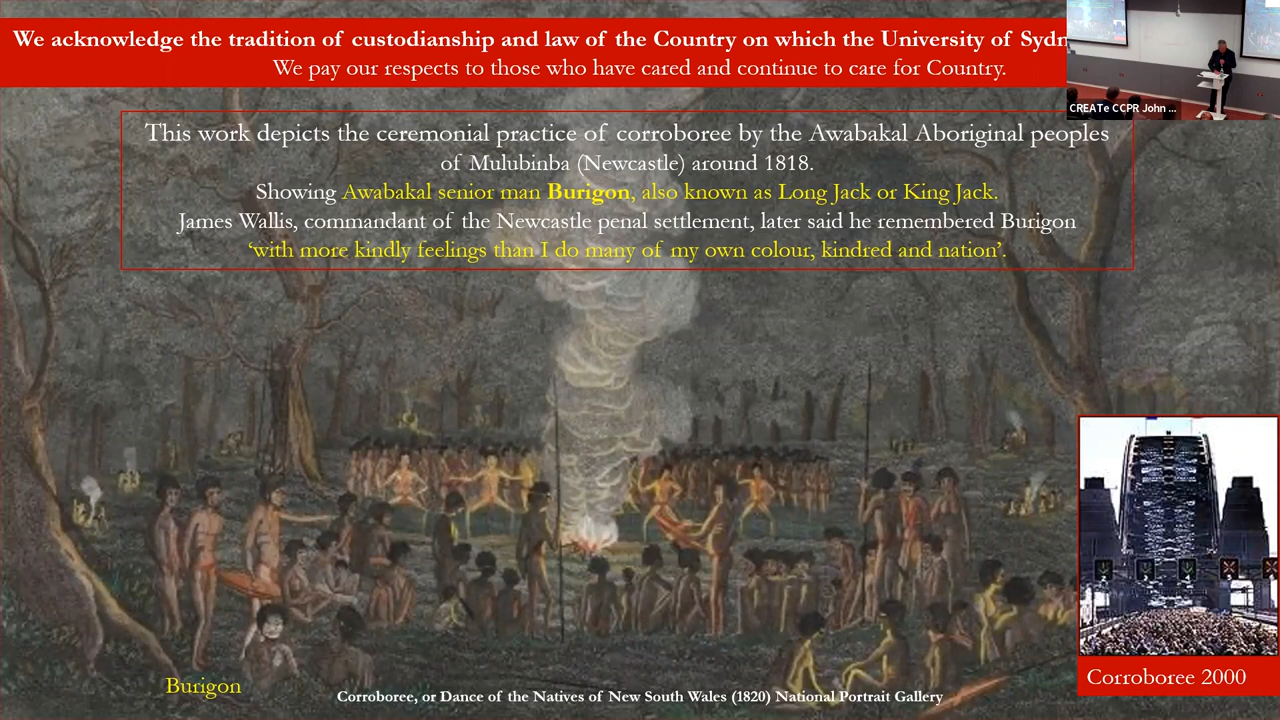 We acknowledge the tradition of custodianship and law of the Country on which the University of
We pay our respects to those who have cared and continue to care for Country.
CREATe CCPR John ...
This work depicts the ceremonial practice of corroboree by the Awabakal Aboriginal peoples
of Mulubinba (Newcastle) around 1818.
Showing Awabakal senior man Burigon, also known as Long Jack or King Jack.
James Wallis, commandant of the Newcastle penal settlement, later said he remembered Burigon
‘with more kindly feelings than I do many of my own colour, kindred and nation’.
Burigon
Corroboree, or Dance of the Natives of New South Wales (1820) National Portrait Gallery
Corroboree 2000